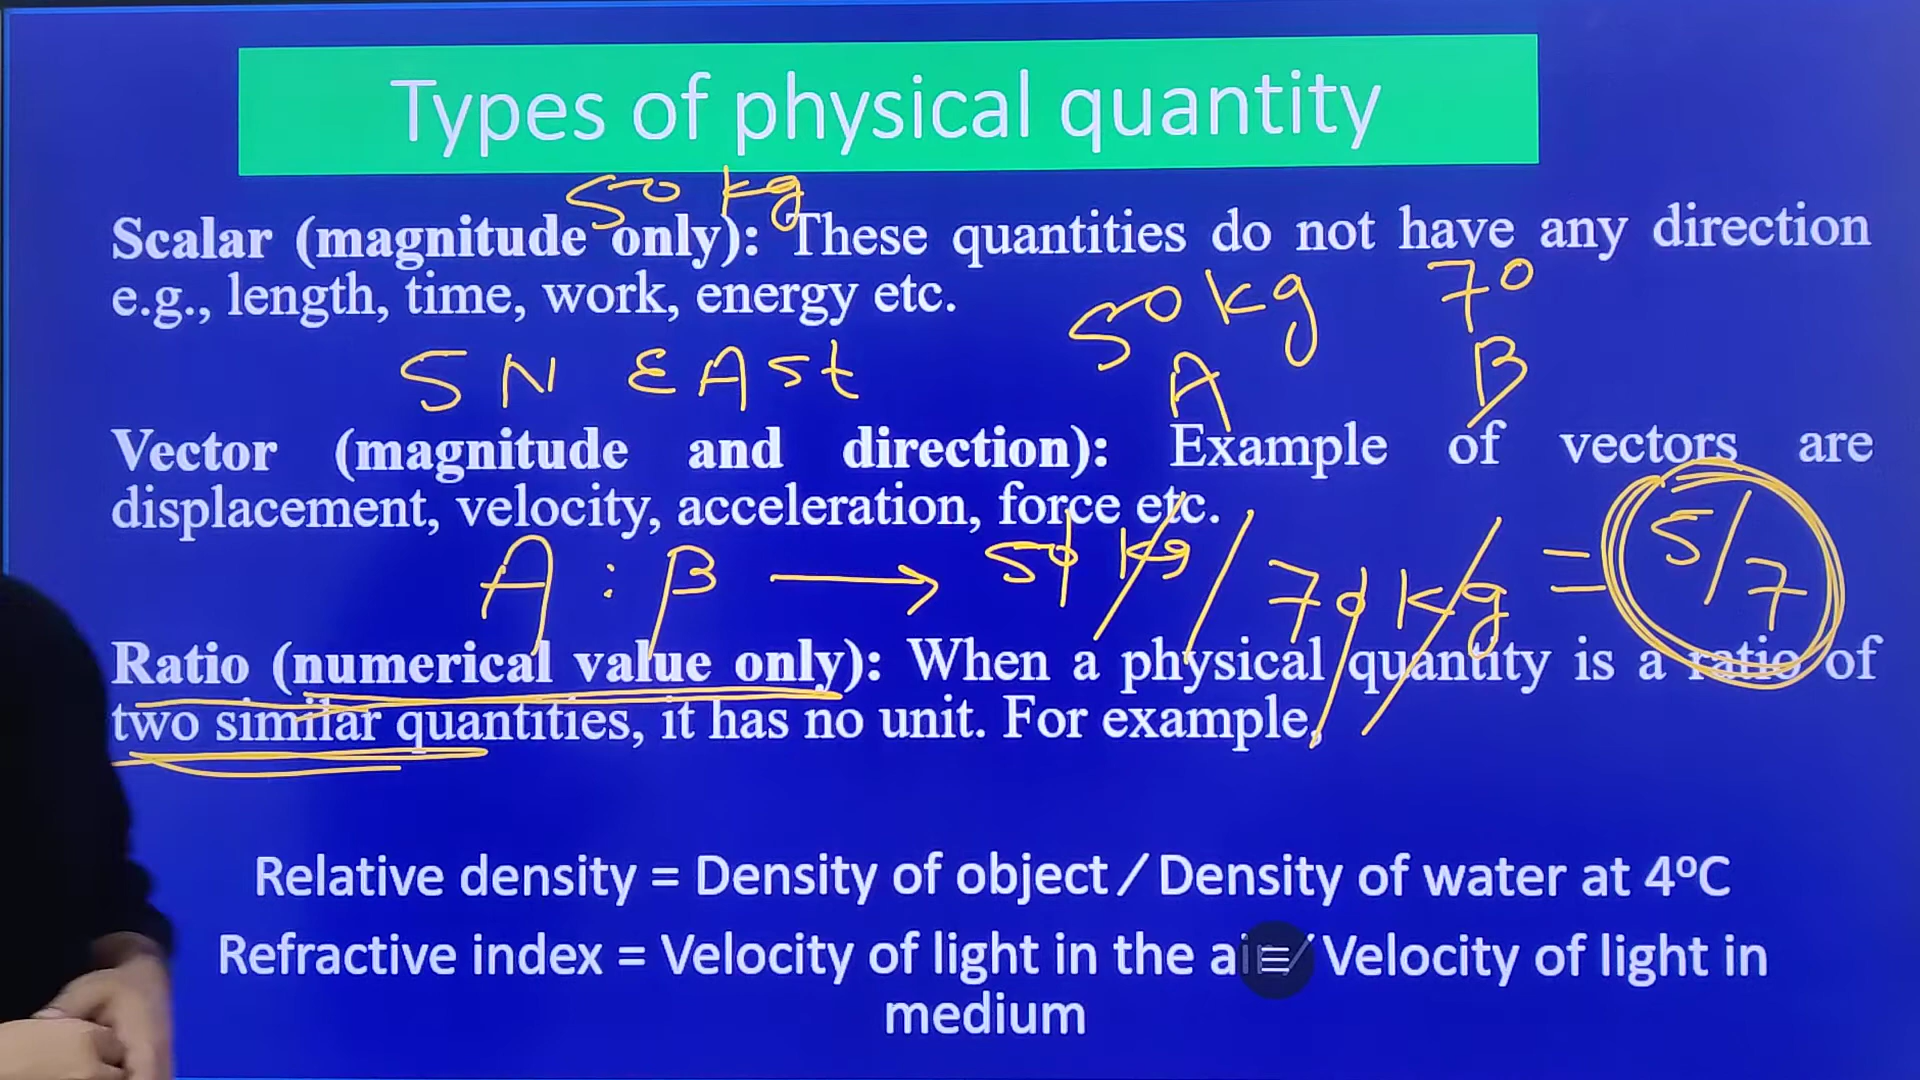 Types of physical quantity
50 kg
Scalar (magnitude only): These quantities do not have any direction
e.g., length, time, work, energy etc.
50 kg 70
5 N EASt
A B
Vector (magnitude and direction): Example of vectors are
displacement, velocity, acceleration, force etc.
A : B → 50 kg / 70 kg = 5/7
Ratio (numerical value only): When a physical quantity is a ratio of
two similar quantities, it has no unit. For example,
Relative density = Density of object / Density of water at 4ºC
Refractive index = Velocity of light in the air / Velocity of light in
medium